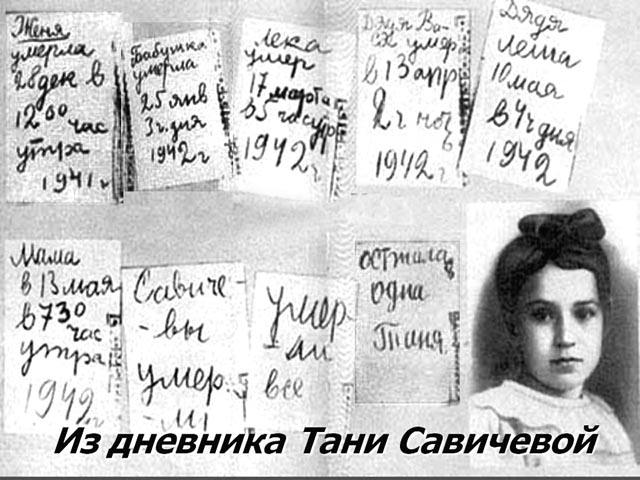 Женя
умерла
28 дек в
12 00 час
утра
1941 г
Бабушка
умерла
25 янв
3 ч. дня
1942 г
Лека
умер
17 марта
в 5 час утр
1942 г
Дядя Ва-
ся умер
в 13 апр
2 ч ноч
1942 г
Дядя
Леша
10 мая
в 4 ч дня
1942
Мама
в 13 мая
в 730
час
утра
1942 г
Савиче-
-вы
умер
-ли
умер
-ли
все
осталась
одна
Таня
Из дневника Тани Савичевой